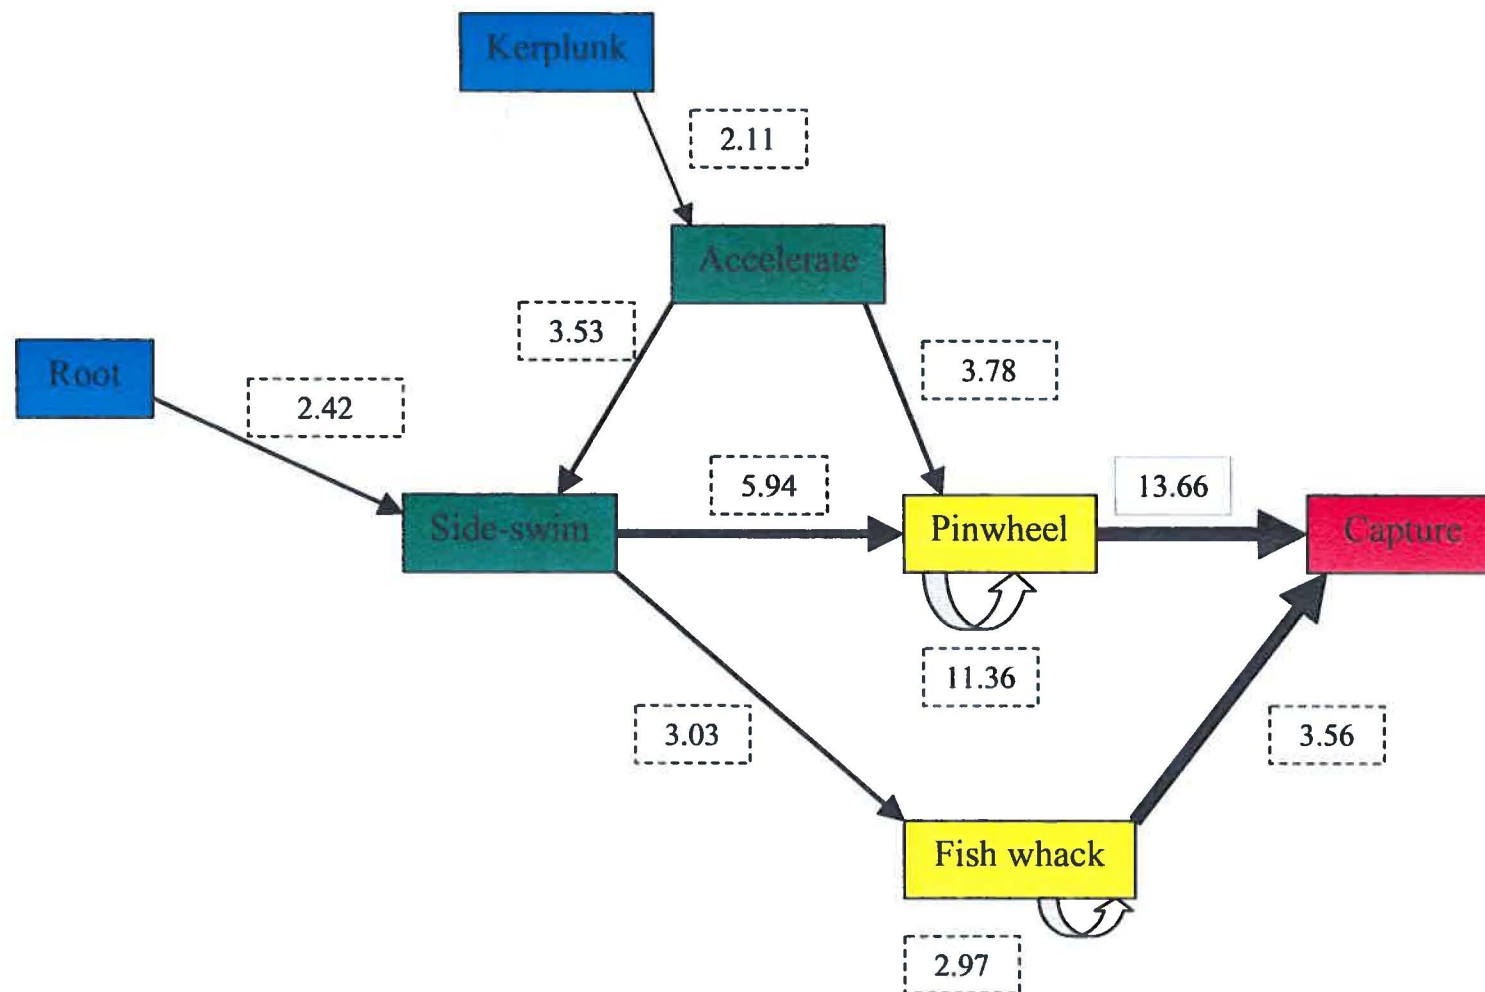 Kerplunk
2.11
Accelerate
3.53
3.78
Root
2.42
5.94
13.66
Side-swim
Pinwheel
Capture
11.36
3.03
3.56
Fish whack
2.97